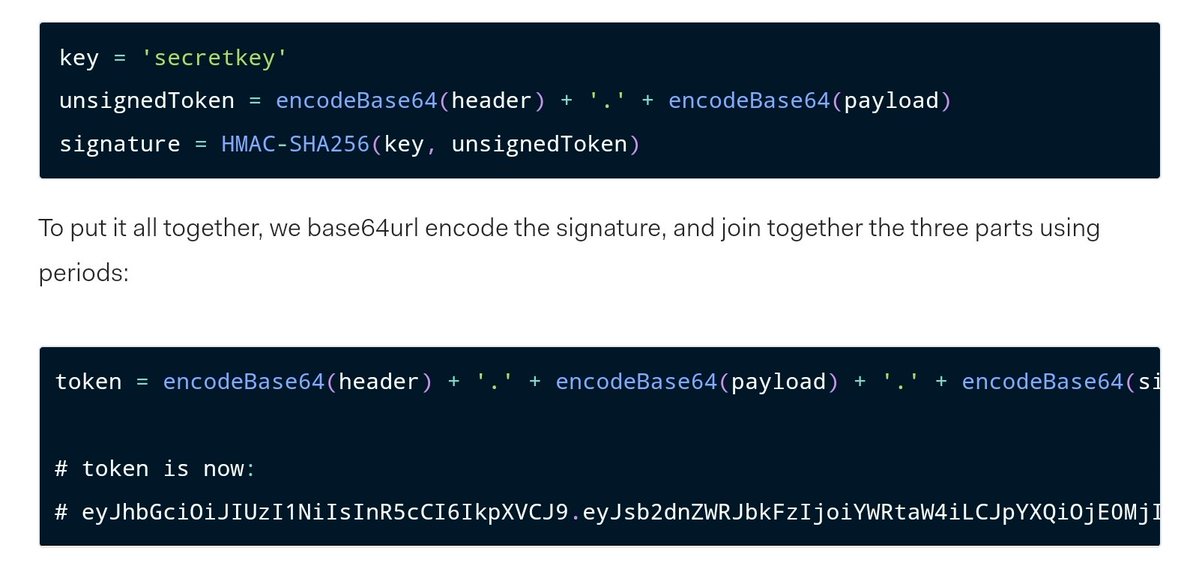 key = 'secretkey'
unsignedToken = encodeBase64(header) + '.' + encodeBase64(payload)
signature = HMAC-SHA256(key, unsignedToken)
To put it all together, we base64url encode the signature, and join together the three parts using
periods:
token = encodeBase64(header) + '.' + encodeBase64(payload) + '.' + encodeBase64(si
# token is now:
# eyJhbGciOiJIUzI1NiIsInR5cCI6IkpXVCJ9.eyJsb2dnZWRJbkFzIjoiYWRtaW4iLCJpYXQiOjE0MjI